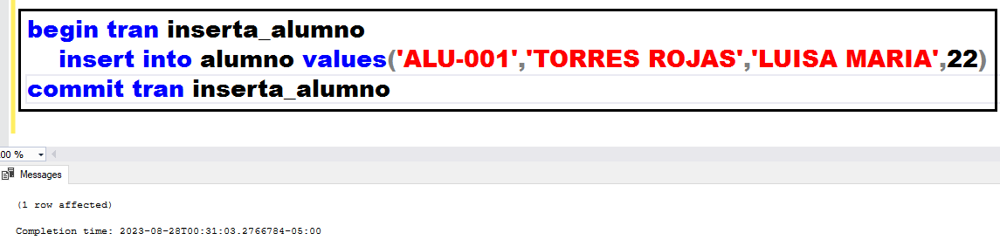 begin tran inserta_alumno
insert into alumno values('ALU-001','TORRES ROJAS','LUISA MARIA',22)
commit tran inserta_alumno
00 %
Messages
(1 row affected)
Completion time: 2023-08-28T00:31:03.2766784-05:00